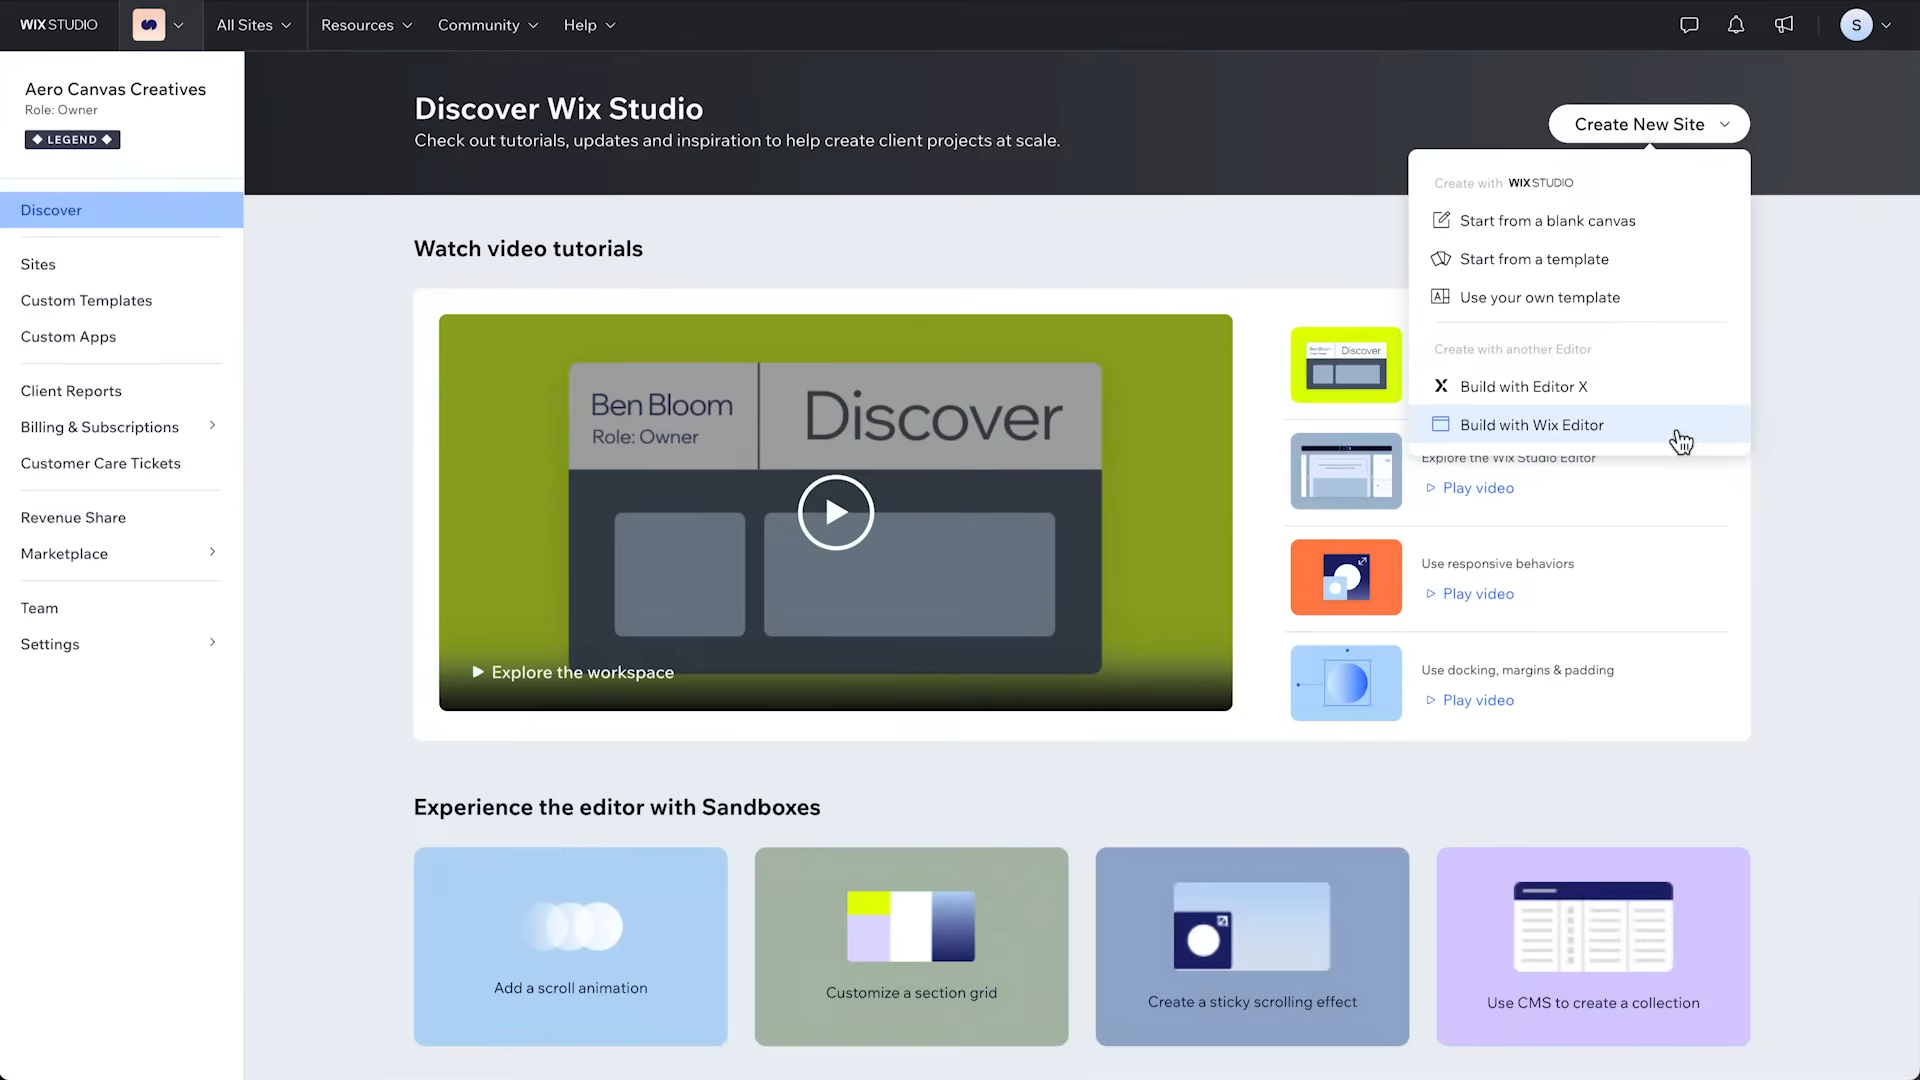 WIX STUDIO
All Sites
Resources
Community
Help
S
Aero Canvas Creatives
Role: Owner
LEGEND
Discover
Sites
Custom Templates
Custom Apps
Client Reports
Billing & Subscriptions
Customer Care Tickets
Revenue Share
Marketplace
Team
Settings
Discover Wix Studio
Check out tutorials, updates and inspiration to help create client projects at scale.
Create New Site
Create with WIX STUDIO
Start from a blank canvas
Start from a template
Use your own template
Create with another Editor
Build with Editor X
Build with Wix Editor
Watch video tutorials
Ben Bloom
Role: Owner
Discover
Explore the workspace
Ben Bloom
Role: Owner
Discover
Explore the Wix Studio Editor
Play video
Use responsive behaviors
Play video
Use docking, margins & padding
Play video
Experience the editor with Sandboxes
Add a scroll animation
Customize a section grid
Create a sticky scrolling effect
Use CMS to create a collection